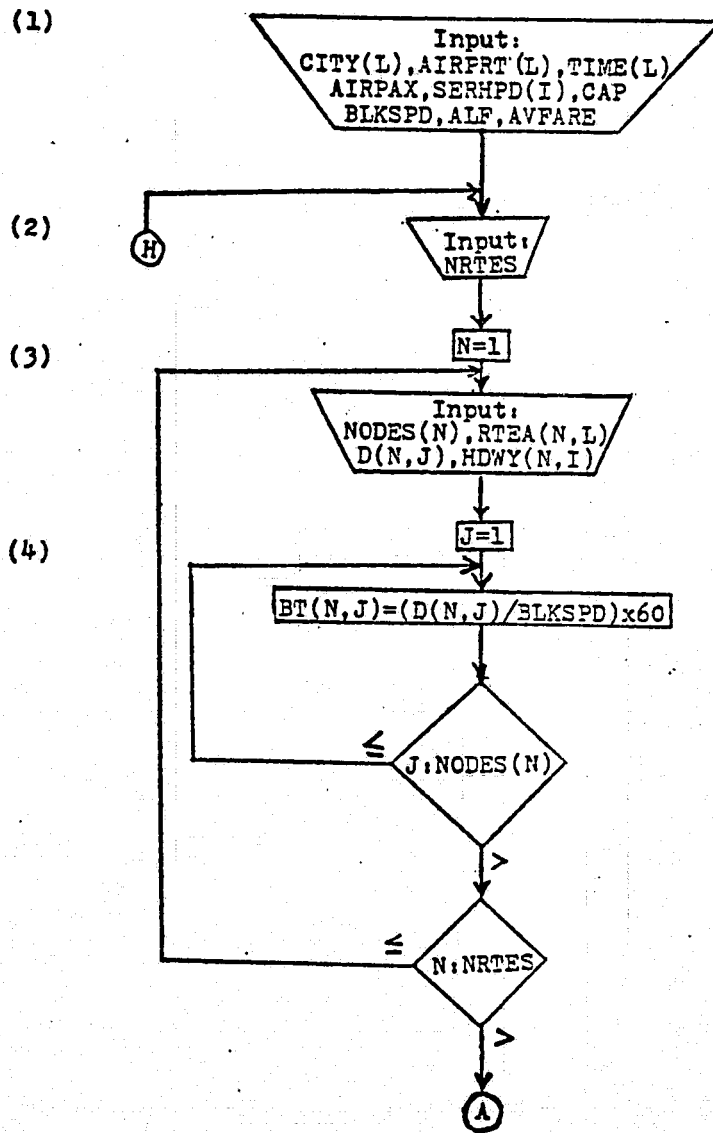 (1)
Input:
CITY(L),AIRPRT(L),TIME(L)
AIRPAX,SERHPD(I),CAP
BLKSPD,ALF,AVFARE
(2)
H
Input:
NRTES
N=1
(3)
Input:
NODES(N),RTEA(N,L)
D(N,J),HDWY(N,I)
J=1
(4)
BT(N,J)=(D(N,J)/BLKSPD)x60
≤
J:NODES(N)
>
≤
N:NRTES
>
A